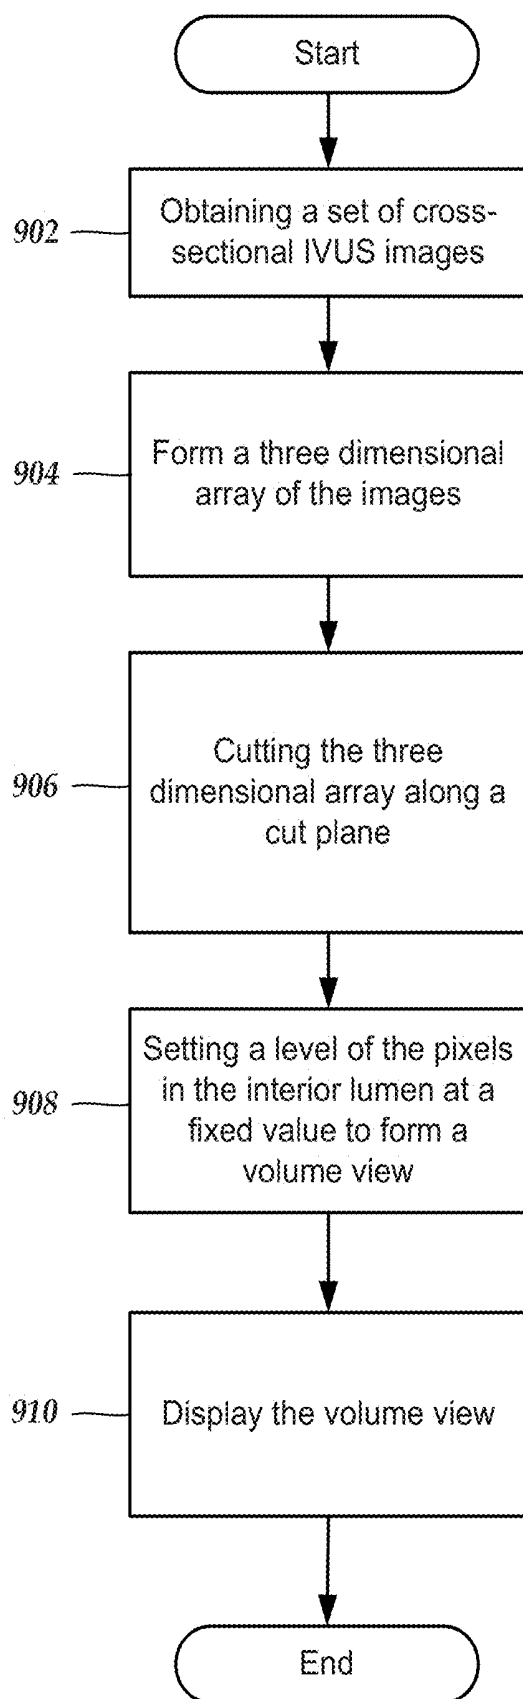 Start
902
Obtaining a set of cross-
sectional IVUS images
904
Form a three dimensional
array of the images
906
Cutting the three
dimensional array along a
cut plane
908
Setting a level of the pixels
in the interior lumen at a
fixed value to form a
volume view
910
Display the volume view
End